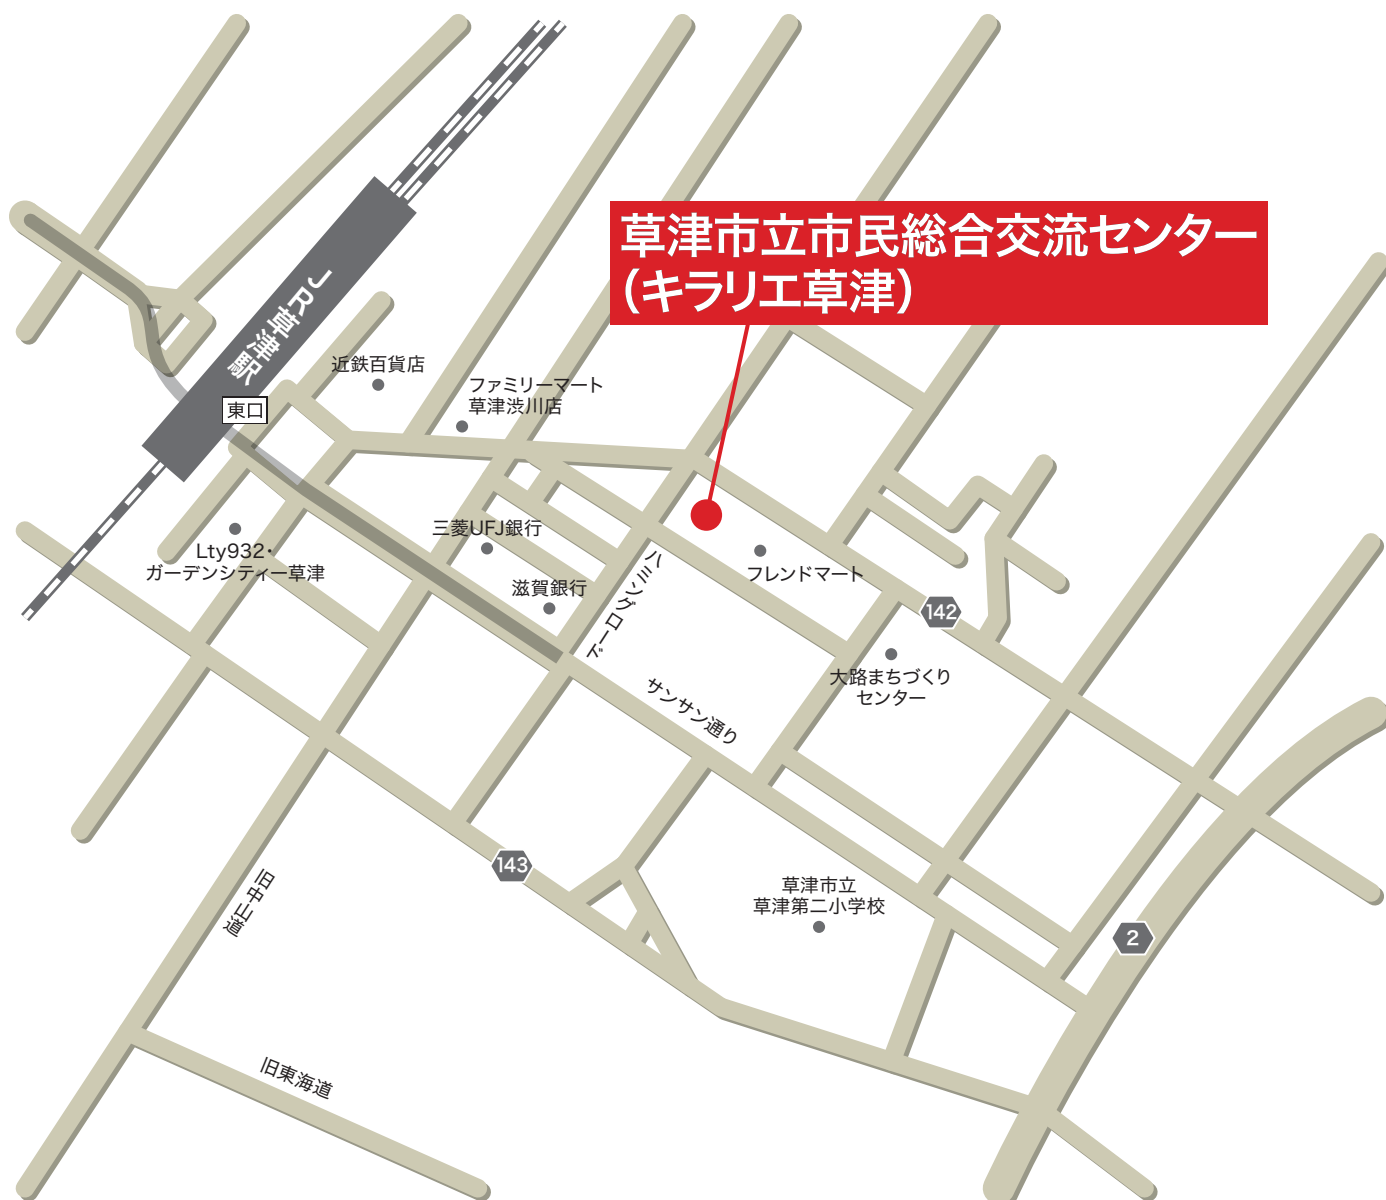 草津市立市民総合交流センター
（キラリエ草津）
JR草津駅
東口
近鉄百貨店
ファミリーマート
草津渋川店
三菱UFJ銀行
滋賀銀行
Lty932・
ガーデンシティー草津
ハミングロード
フレンドマート
142
大路まちづくり
センター
サンサン通り
143
草津市立
草津第二小学校
2
旧中山道
旧東海道